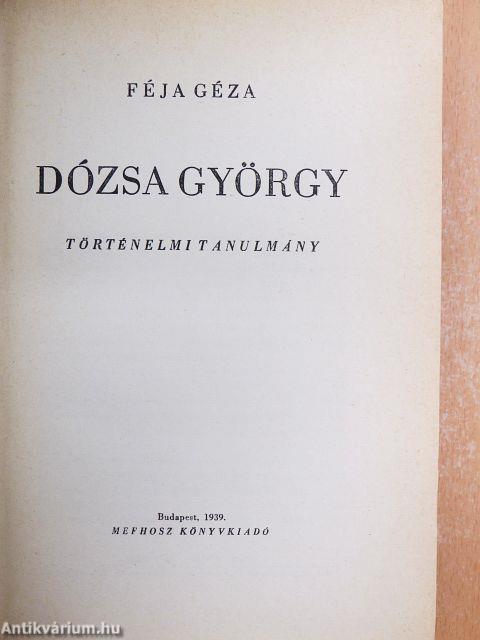 FÉJA GÉZA
DÓZSA GYÖRGY
TÖRTÉNELMI TANULMÁNY
Budapest, 1939.
MEFHOSZ KÖNYVKIADÓ
Antikvárium.hu